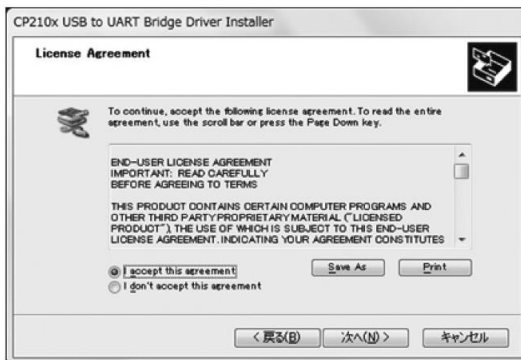 CP210x USB to UART Bridge Driver Installer
License Agreement
To continue, accept the following license agreement. To read the entire
agreement, use the scroll bar or press the Page Down key.
END-USER LICENSE AGREEMENT
IMPORTANT: READ CAREFULLY
BEFORE AGREEING TO TERMS
THIS PRODUCT CONTAINS CERTAIN COMPUTER PROGRAMS AND
OTHER THIRD PARTY PROPRIETARY MATERIAL ("LICENSED
PRODUCT"), THE USE OF WHICH IS SUBJECT TO THIS END-USER
LICENSE AGREEMENT. INDICATING YOUR AGREEMENT CONSTITUTES
I accept this agreement
Save As
Print
I don't accept this agreement
< 戻る(B)
次へ(N) >
キャンセル